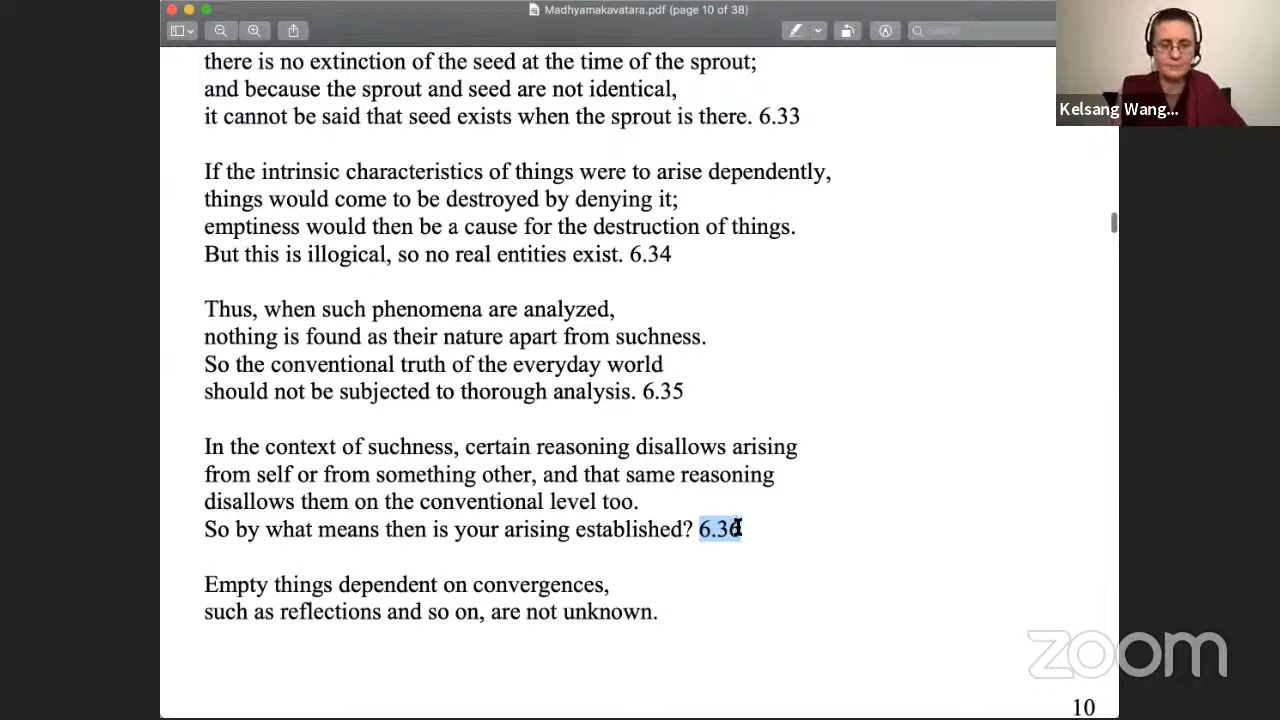 Madhyamakavatara.pdf (page 10 of 38)
Search
Kelsang Wang...
there is no extinction of the seed at the time of the sprout;
and because the sprout and seed are not identical,
it cannot be said that seed exists when the sprout is there. 6.33
If the intrinsic characteristics of things were to arise dependently,
things would come to be destroyed by denying it;
emptiness would then be a cause for the destruction of things.
But this is illogical, so no real entities exist. 6.34
Thus, when such phenomena are analyzed,
nothing is found as their nature apart from suchness.
So the conventional truth of the everyday world
should not be subjected to thorough analysis. 6.35
In the context of suchness, certain reasoning disallows arising
from self or from something other, and that same reasoning
disallows them on the conventional level too.
So by what means then is your arising established? 6.36
Empty things dependent on convergences,
such as reflections and so on, are not unknown.
zoom
10